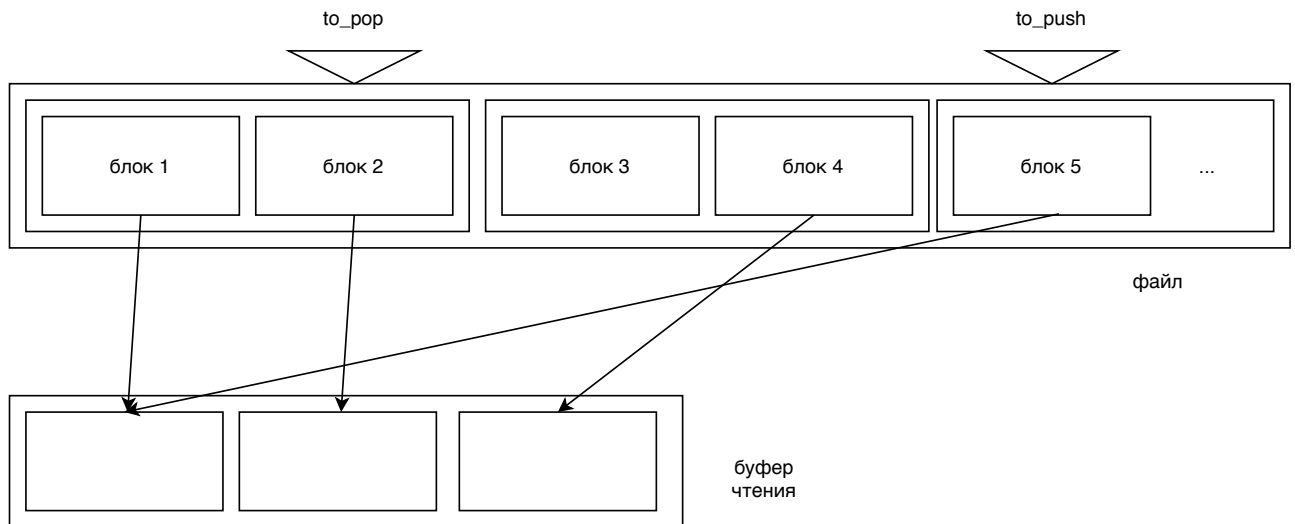 to_pop
to_push
блок 1
блок 2
блок 3
блок 4
блок 5
...
файл
буфер
чтения